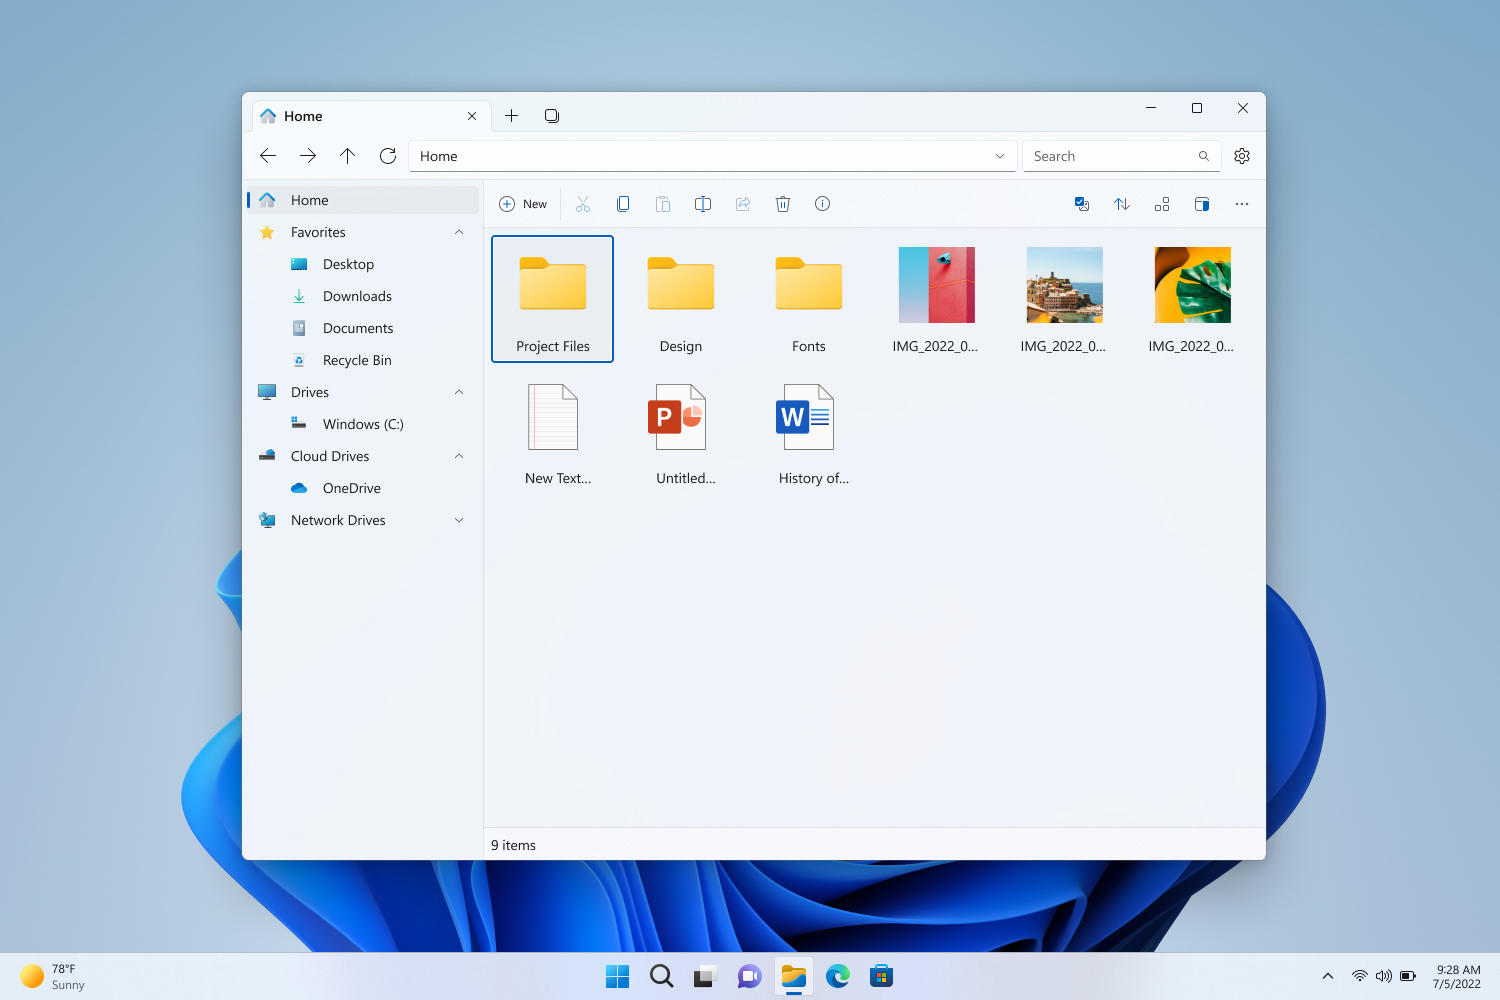 Home
Home
Search
Home
Favorites
Desktop
Downloads
Documents
Recycle Bin
Drives
Windows (C:)
Cloud Drives
OneDrive
Network Drives
New
Project Files
Design
Fonts
IMG_2022_0...
IMG_2022_0...
IMG_2022_0...
New Text...
P
Untitled...
W
History of...
9 items
78°F
Sunny
9:28 AM
7/5/2022